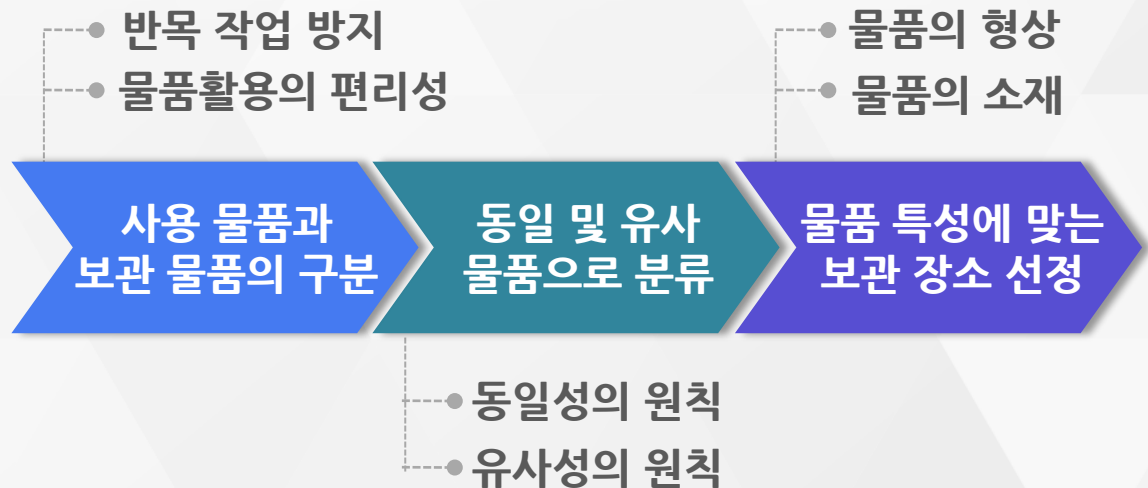 반목 작업 방지
물품활용의 편리성
물품의 형상
물품의 소재
사용 물품과
보관 물품의 구분
동일 및 유사
물품으로 분류
물품 특성에 맞는
보관 장소 선정
동일성의 원칙
유사성의 원칙